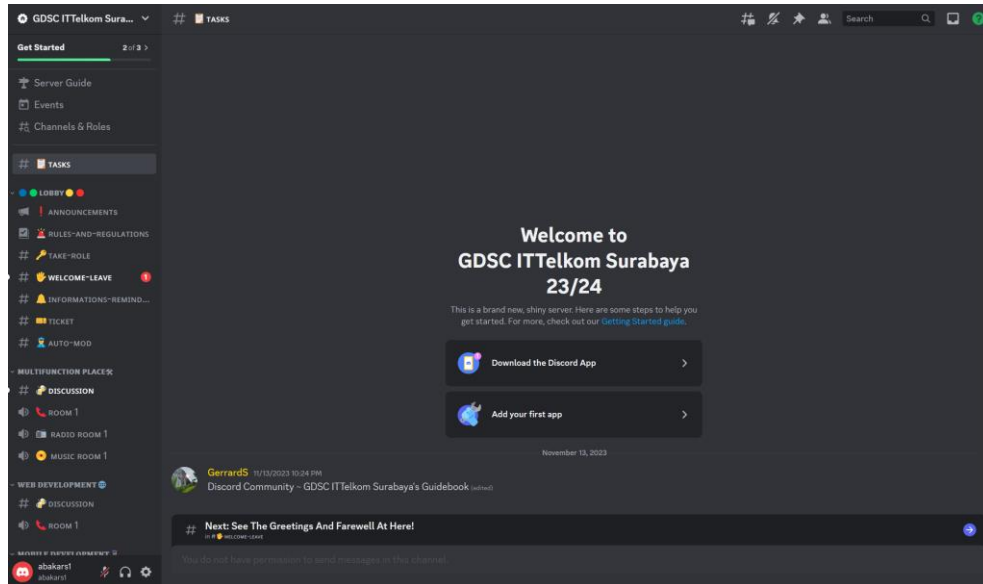 GDSC ITTelkom Sura...
Get Started 2 of 3 >
Server Guide
Events
Channels & Roles
TASKS
LOBBY
ANNOUNCEMENTS
RULES-AND-REGULATIONS
TAKE-ROLE
WELCOME-LEAVE 1
INFORMATIONS-REMIND...
TICKET
AUTO-MOD
MULTIFUNCTION PLACE
DISCUSSION
ROOM 1
RADIO ROOM 1
MUSIC ROOM 1
WEB DEVELOPMENT
DISCUSSION
ROOM 1
MOBILE DEVELOPMENT
abakars1
abakars1
# TASKS
Search
Welcome to
GDSC ITTelkom Surabaya
23/24
This is a brand new, shiny server. Here are some steps to help you
get started. For more, check out our Getting Started guide.
Download the Discord App
Add your first app
November 13, 2023
GerrardS 11/13/2023 10:24 PM
Discord Community - GDSC ITTelkom Surabaya's Guidebook (edited)
Next: See The Greetings And Farewell At Here!
in # WELCOME-LEAVE
You do not have permission to send messages in this channel.